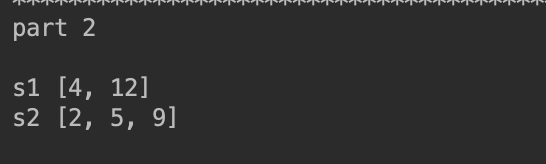 part 2
s1 [4, 12]
s2 [2, 5, 9]